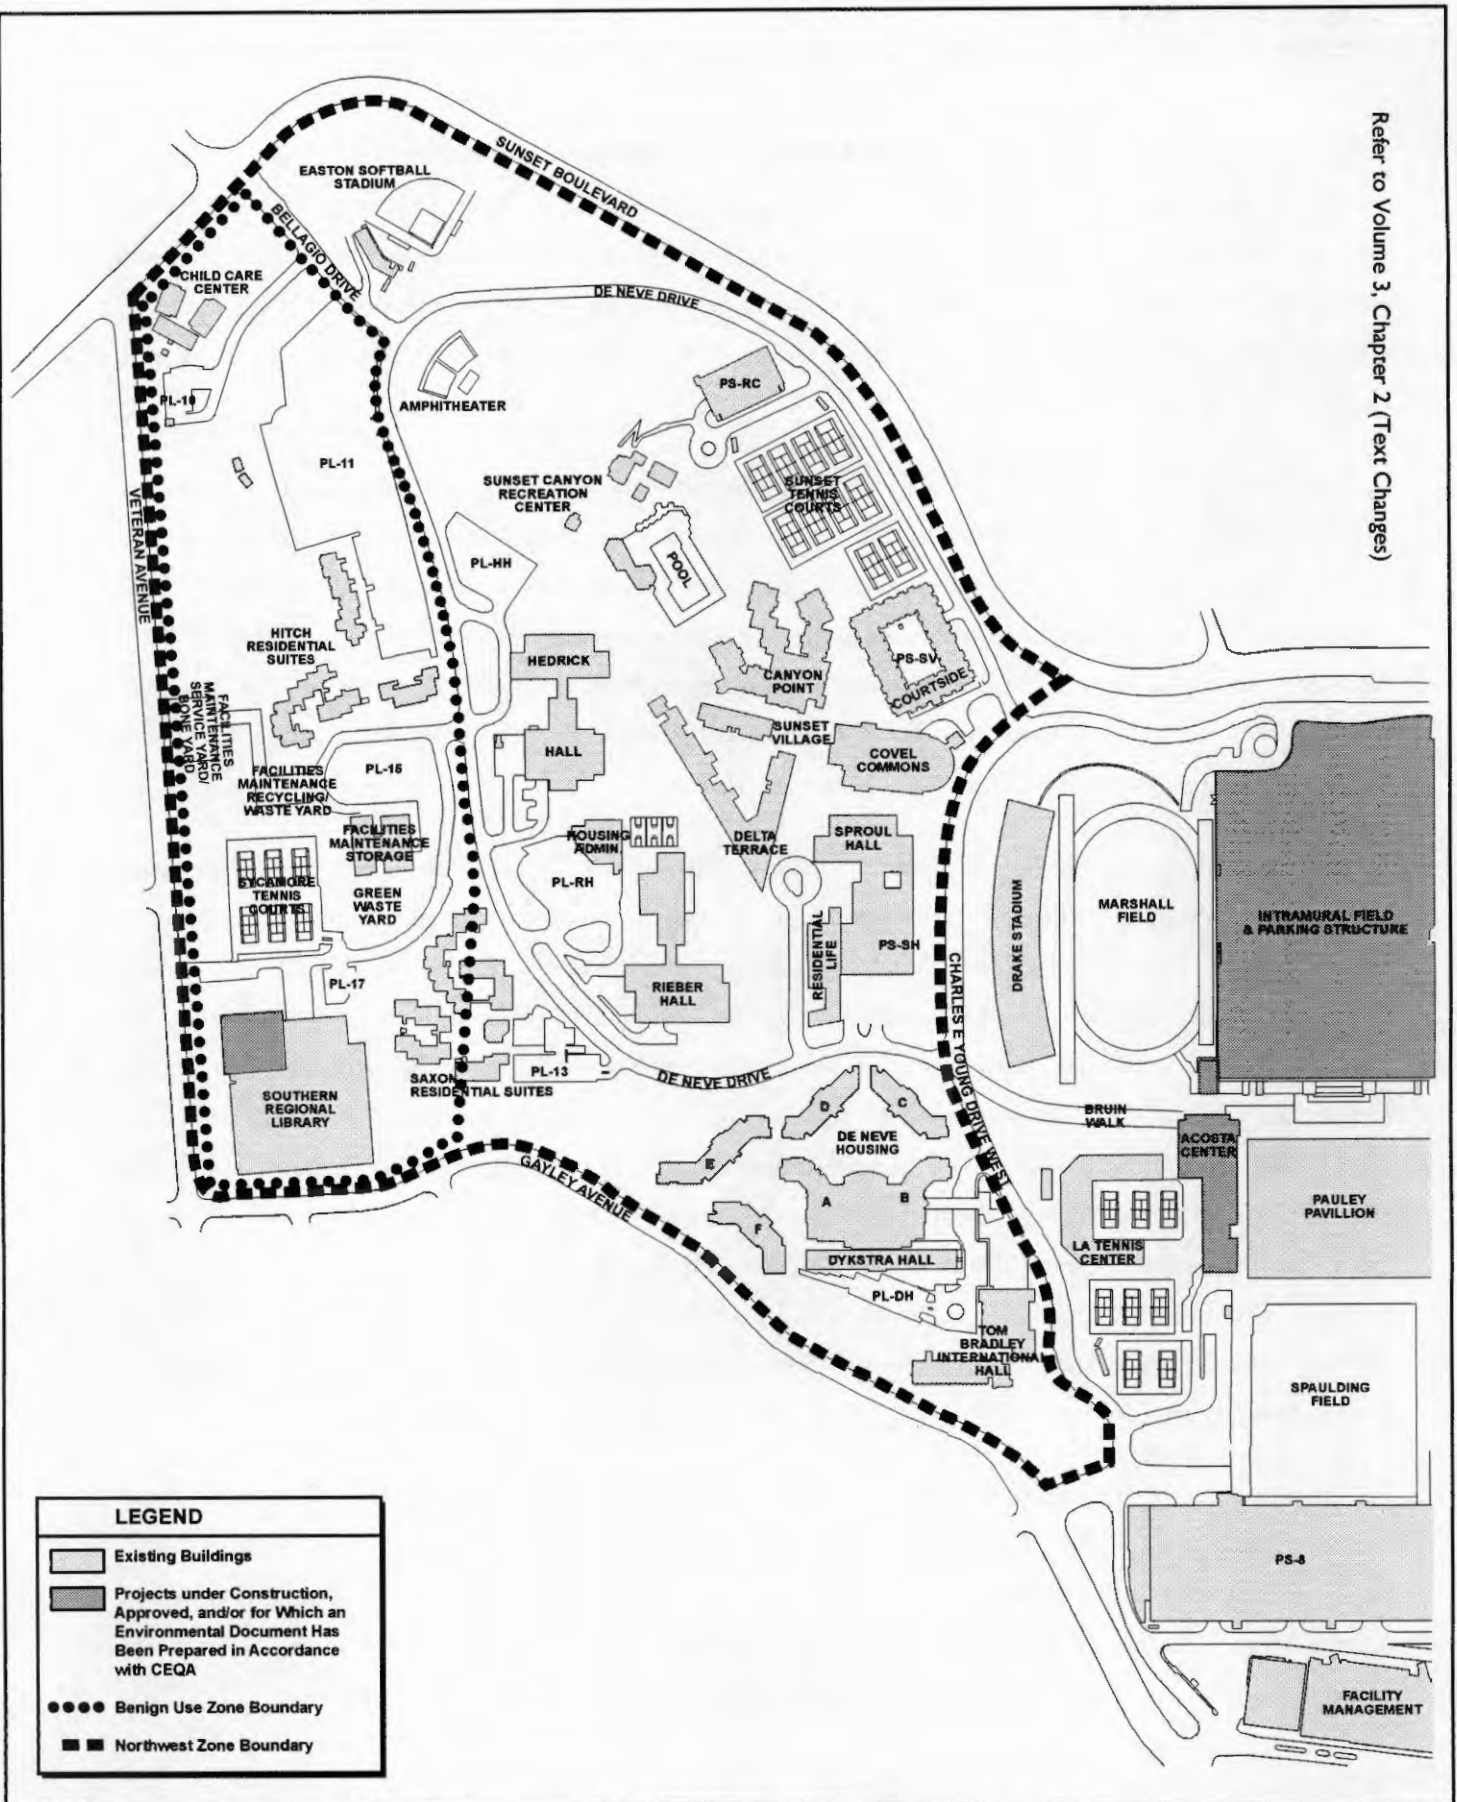 Refer to Volume 3, Chapter 2 (Text Changes)
SUNSET BOULEVARD
EASTON SOFTBALL
STADIUM
BELLAGIO DRIVE
CHILD CARE
CENTER
DE NEVE DRIVE
PS-RC
PL-10
AMPHITHEATER
PL-11
SUNSET CANYON
RECREATION
CENTER
SUNSET
TENNIS
COURTS
VETERAN AVENUE
PL-HH
POOL
HITCH
RESIDENTIAL
SUITES
HEDRICK
HALL
CANYON
POINT
PS-SV
COURTSIDE
FACILITIES
MAINTENANCE
SERVICE YARD/
BONE YARD
SUNSET
VILLAGE
COVEL
COMMONS
FACILITIES
MAINTENANCE
RECYCLING/
WASTE YARD
PL-15
FACILITIES
MAINTENANCE
STORAGE
HOUSING
ADMIN.
DELTA
TERRACE
SPROUL
HALL
SYCAMORE
TENNIS
COURTS
GREEN
WASTE
YARD
PL-RH
RESIDENTIAL
LIFE
PS-SH
DRAKE STADIUM
MARSHALL
FIELD
INTRAMURAL FIELD
& PARKING STRUCTURE
CHARLES E YOUNG DRIVE WEST
PL-17
RIEBER
HALL
SOUTHERN
REGIONAL
LIBRARY
SAXON
RESIDENTIAL SUITES
PL-13
DE NEVE DRIVE
D
C
DE NEVE
HOUSING
BRUIN
WALK
ACOSTA
CENTER
E
A
B
F
GAYLEY AVENUE
PAULEY
PAVILLION
LA TENNIS
CENTER
DYKSTRA HALL
PL-DH
TOM
BRADLEY
INTERNATIONAL
HALL
SPAULDING
FIELD
PS-8
FACILITY
MANAGEMENT
LEGEND
Existing Buildings
Projects under Construction,
Approved, and/or for Which an
Environmental Document Has
Been Prepared in Accordance
with CEQA
Benign Use Zone Boundary
Northwest Zone Boundary